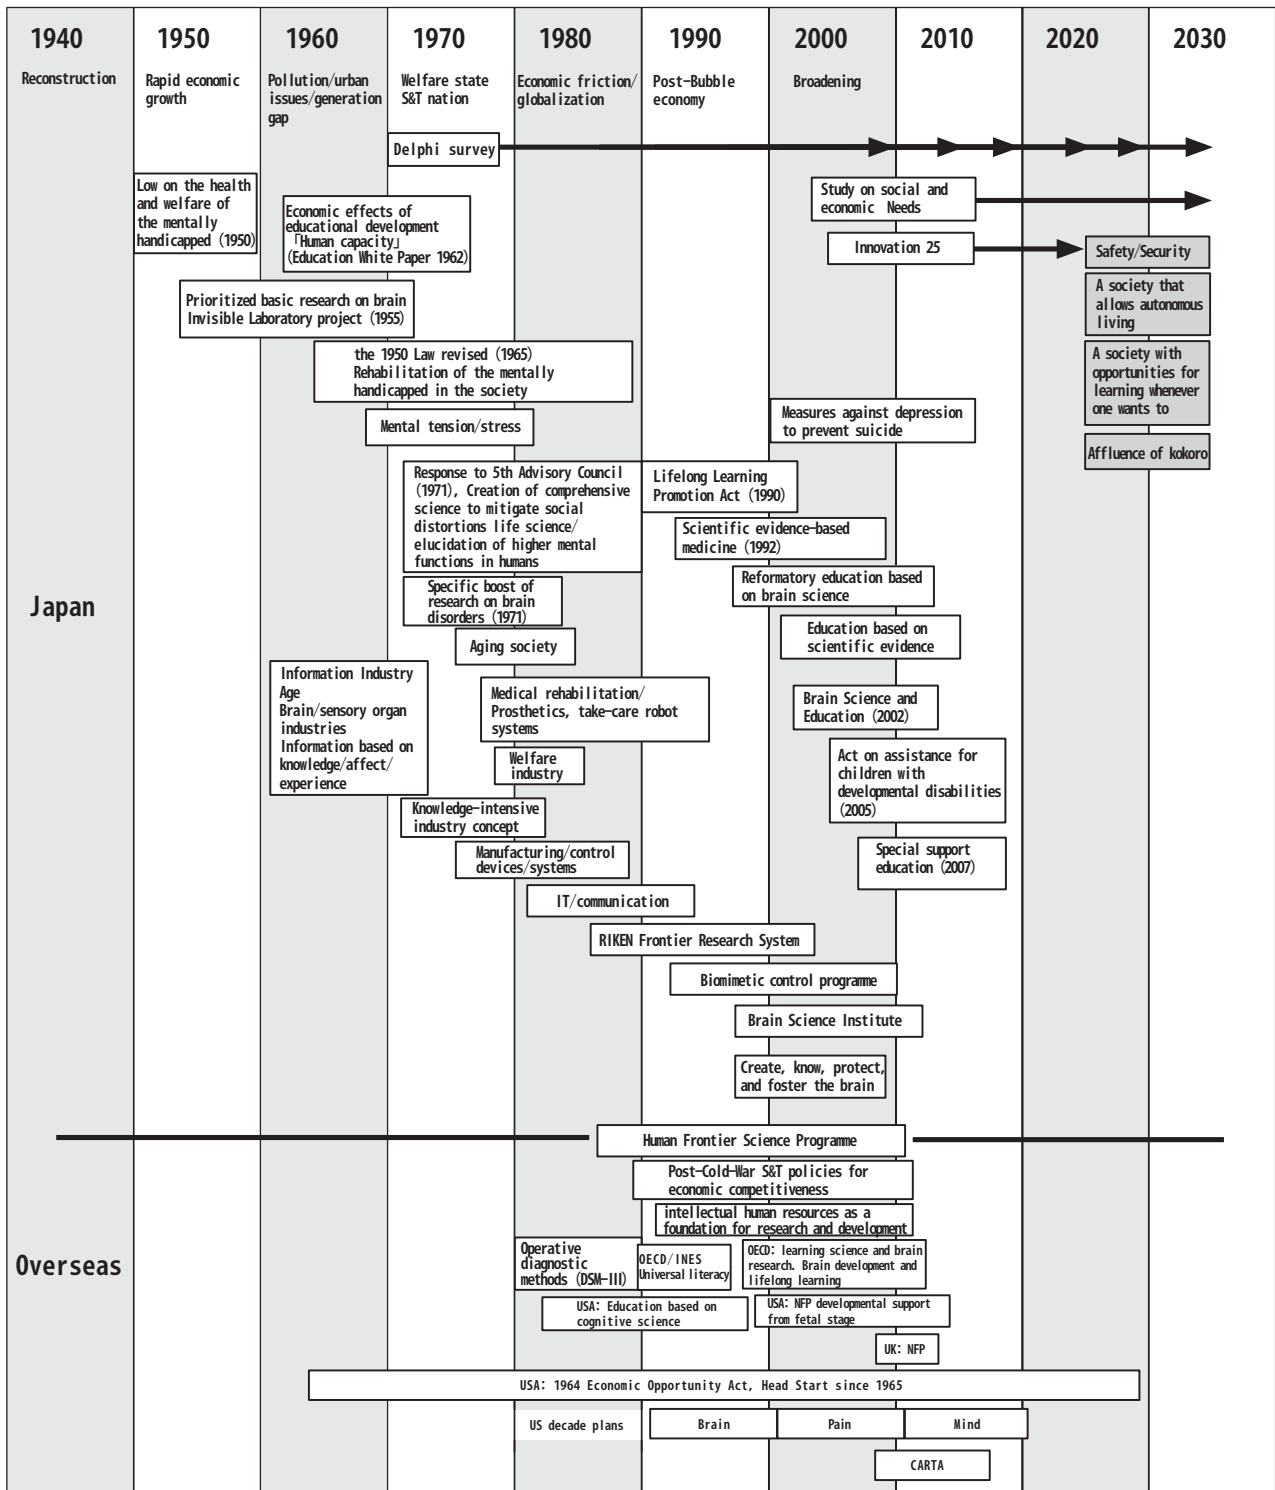 1940
1950
1960
1970
1980
1990
2000
2010
2020
2030
Reconstruction
Rapid economic
growth
Pollution/urban
issues/generation
gap
Welfare state
S&T nation
Economic friction/
globalization
Post-Bubble
economy
Broadening
Delphi survey
Low on the health
and welfare of
the mentally
handicapped (1950)
Economic effects of
educational development
「Human capacity」
(Education White Paper 1962)
Study on social and
economic Needs
Innovation 25
Safety/Security
A society that
allows autonomous
living
A society with
opportunities for
learning whenever
one wants to
Affluence of kokoro
Prioritized basic research on brain
Invisible Laboratory project (1955)
the 1950 Law revised (1965)
Rehabilitation of the mentally
handicapped in the society
Mental tension/stress
Measures against depression
to prevent suicide
Response to 5th Advisory Council
(1971), Creation of comprehensive
science to mitigate social
distortions life science/
elucidation of higher mental
functions in humans
Lifelong Learning
Promotion Act (1990)
Scientific evidence-based
medicine (1992)
Reformatory education based
on brain science
Specific boost of
research on brain
disorders (1971)
Japan
Education based on
scientific evidence
Aging society
Information Industry
Age
Brain/sensory organ
industries
Information based on
knowledge/affect/
experience
Medical rehabilitation/
Prosthetics, take-care robot
systems
Brain Science and
Education (2002)
Welfare
industry
Act on assistance for
children with
developmental disabilities
(2005)
Knowledge-intensive
industry concept
Manufacturing/control
devices/systems
Special support
education (2007)
IT/communication
RIKEN Frontier Research System
Biomimetic control programme
Brain Science Institute
Create, know, protect,
and foster the brain
Human Frontier Science Programme
Post-Cold-War S&T policies for
economic competitiveness
intellectual human resources as a
foundation for research and development
Overseas
Operative
diagnostic
methods (DSM-III)
OECD/INES
Universal literacy
OECD: learning science and brain
research. Brain development and
lifelong learning
USA: Education based on
cognitive science
USA: NFP developmental support
from fetal stage
UK: NFP
USA: 1964 Economic Opportunity Act, Head Start since 1965
US decade plans
Brain
Pain
Mind
CARTA